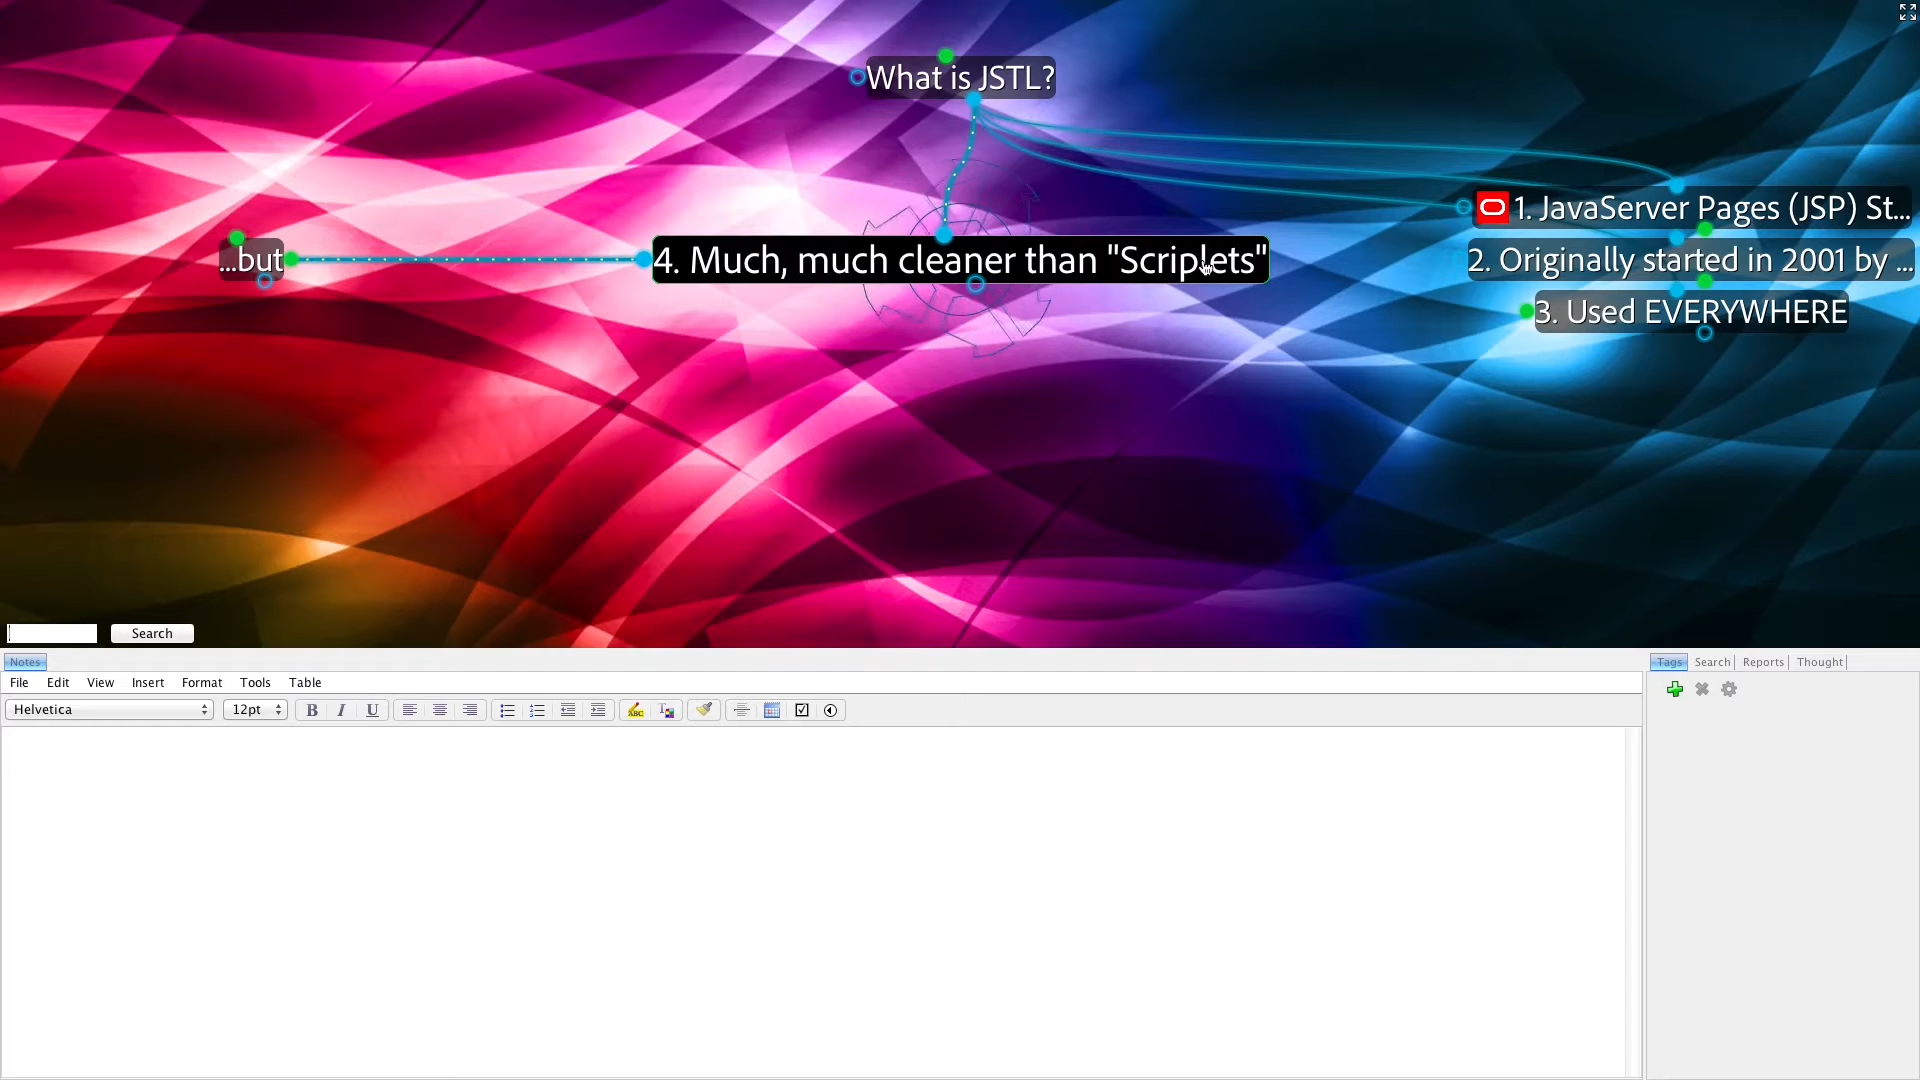 What is JSTL?
1. JavaServer Pages (JSP) St...
...but
4. Much, much cleaner than "Scriplets"
2. Originally started in 2001 by ...
3. Used EVERYWHERE
Search
Notes
Tags Search Reports Thought
File Edit View Insert Format Tools Table
Helvetica 12pt B I U ABC T